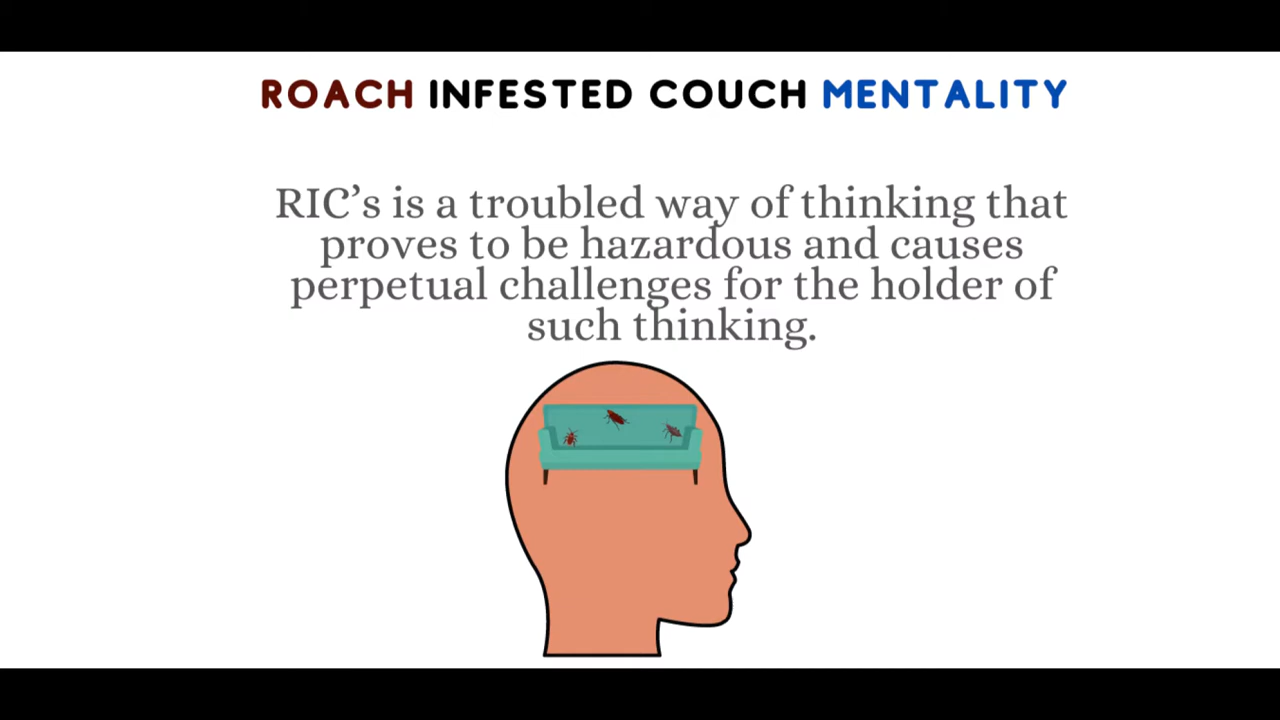 ROACH INFESTED COUCH MENTALITY
RIC’s is a troubled way of thinking that
proves to be hazardous and causes
perpetual challenges for the holder of
such thinking.